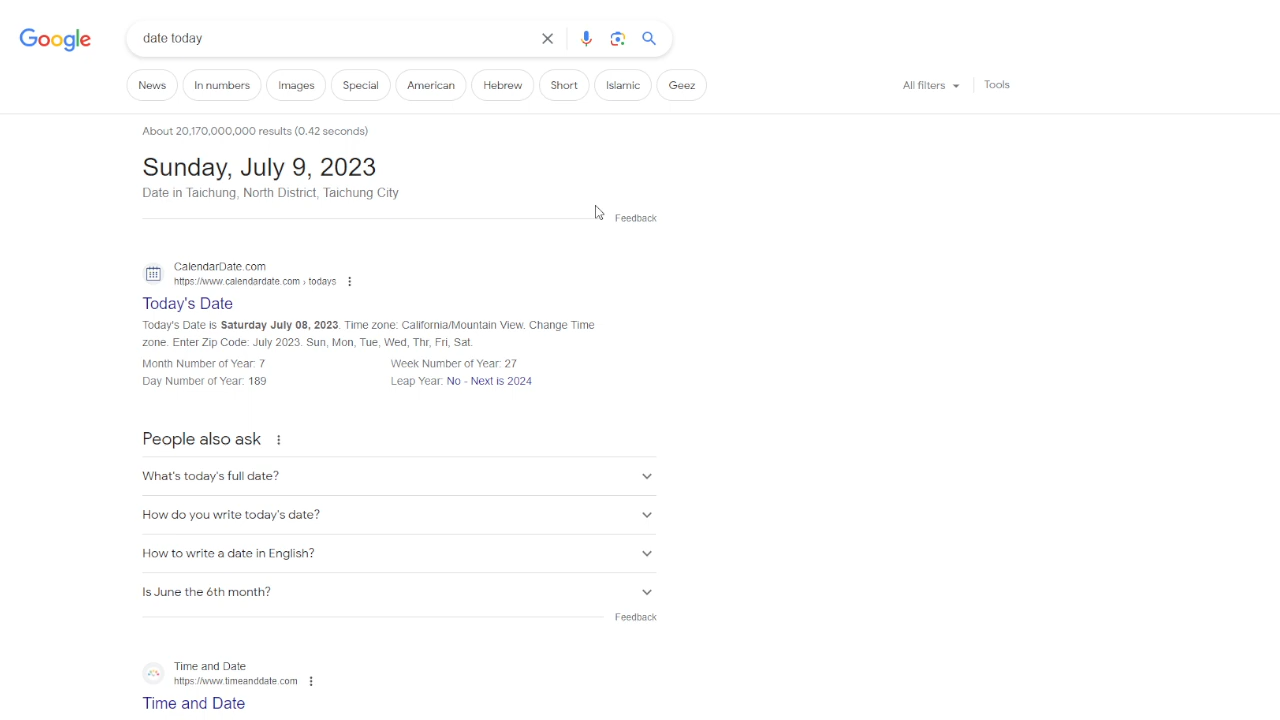 Google
date today
News In numbers Images Special American Hebrew Short Islamic Geez All filters Tools
About 20,170,000,000 results (0.42 seconds)
Sunday, July 9, 2023
Date in Taichung, North District, Taichung City
Feedback
CalendarDate.com
https://www.calendardate.com › todays
Today's Date
Today's Date is Saturday July 08, 2023. Time zone: California/Mountain View. Change Time
zone. Enter Zip Code: July 2023. Sun, Mon, Tue, Wed, Thr, Fri, Sat.
Month Number of Year: 7 Week Number of Year: 27
Day Number of Year: 189 Leap Year: No - Next is 2024
People also ask
What's today's full date?
How do you write today's date?
How to write a date in English?
Is June the 6th month?
Feedback
Time and Date
https://www.timeanddate.com
Time and Date